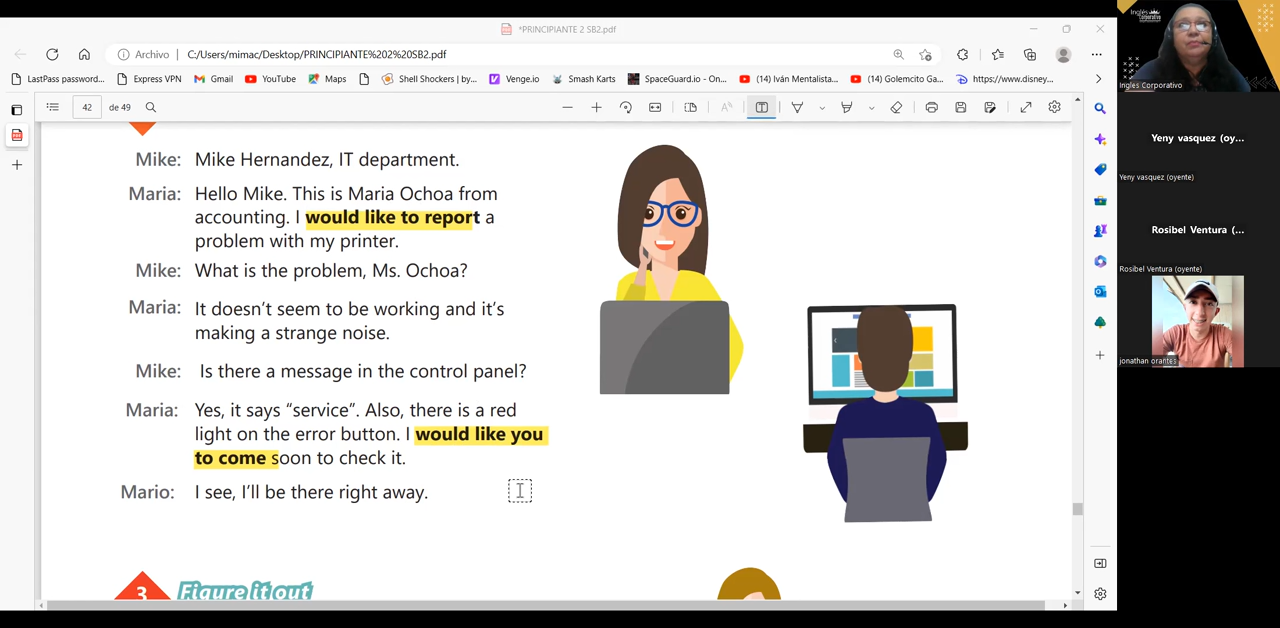 *PRINCIPIANTE 2 SB2.pdf
Archivo | C:/Users/mimac/Desktop/PRINCIPIANTE%202%20SB2.pdf
LastPass password... Express VPN Gmail YouTube Maps Shell Shockers | by... Venge.io Smash Karts SpaceGuard.io - On... (14) Iván Mentalista... (14) Golemcito Ga... https://www.disney...
42 de 49
Mike: Mike Hernandez, IT department.
Maria: Hello Mike. This is Maria Ochoa from
accounting. I would like to report a
problem with my printer.
Mike: What is the problem, Ms. Ochoa?
Maria: It doesn't seem to be working and it's
making a strange noise.
Mike: Is there a message in the control panel?
Maria: Yes, it says “service”. Also, there is a red
light on the error button. I would like you
to come soon to check it.
Mario: I see, I'll be there right away.
3 Figure it out
Inglés
Corporativo
Inglés Corporativo
Yeny vasquez (oy...
Yeny vasquez (oyente)
Rosibel Ventura (...
Rosibel Ventura (oyente)
jonathan orantes